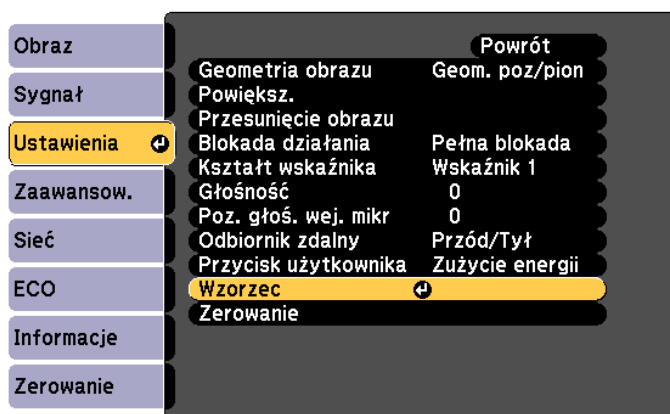 Obraz
Sygnał
Ustawienia
Zaawansow.
Sieć
ECO
Informacje
Zerowanie
Powrót
Geometria obrazu Geom. poz/pion
Powiększ.
Przesunięcie obrazu
Blokada działania Pełna blokada
Kształt wskaźnika Wskaźnik 1
Głośność 0
Poz. głoś. wej. mikr 0
Odbiornik zdalny Przód/Tył
Przycisk użytkownika Zużycie energii
Wzorzec
Zerowanie